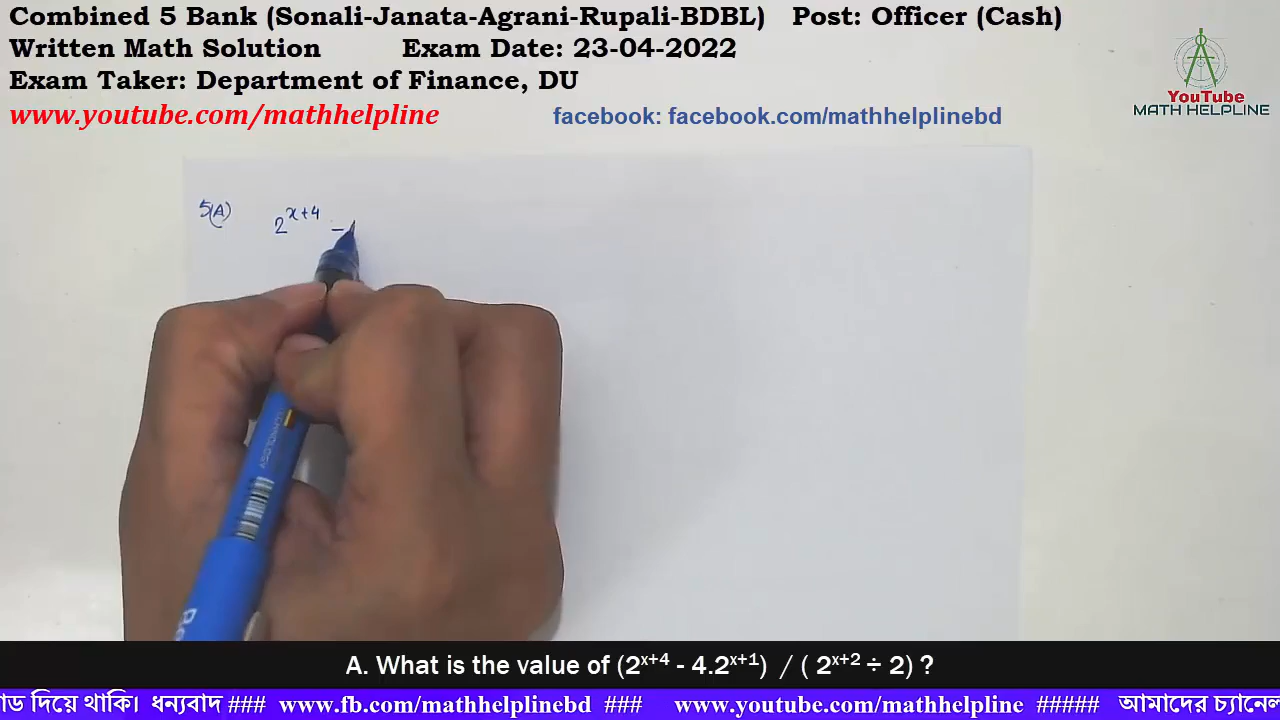 Combined 5 Bank (Sonali-Janata-Agrani-Rupali-BDBL) Post: Officer (Cash)
Written Math Solution Exam Date: 23-04-2022
Exam Taker: Department of Finance, DU
www.youtube.com/mathhelpline facebook: facebook.com/mathhelplinebd
YouTube
MATH HELPLINE
5(A) 2^{x+4} -
A. What is the value of (2^{x+4} - 4.2^{x+1}) / ( 2^{x+2} ÷ 2) ?
দিয়ে থাকি। ধন্যবাদ ### www.fb.com/mathhelplinebd ### www.youtube.com/mathhelpline ##### আমাদের চ্যানেল